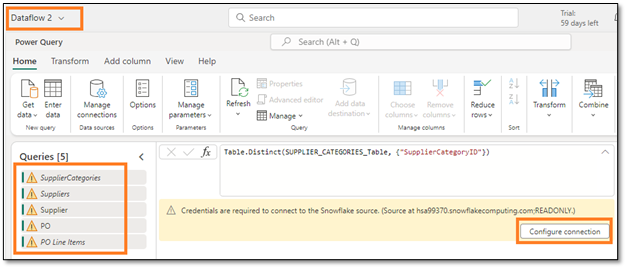 Dataflow 2
Search
Trial:
59 days left
Power Query
Search (Alt + Q)
Home Transform Add column View Help
Get data
Enter data
Manage connections
Options
Manage parameters
Refresh
Properties
Advanced editor
Manage
Add data destination
Choose columns
Remove columns
Reduce rows
Transform
Combine
New query
Data sources
Options
Parameters
Query
Manage columns
Sort
Queries [5]
fx
Table.Distinct(SUPPLIER_CATEGORIES_Table, {"SupplierCategoryID"})
SupplierCategories
Suppliers
Supplier
PO
PO Line Items
Credentials are required to connect to the Snowflake source. (Source at hsa99370.snowflakecomputing.com;READONLY.)
Configure connection